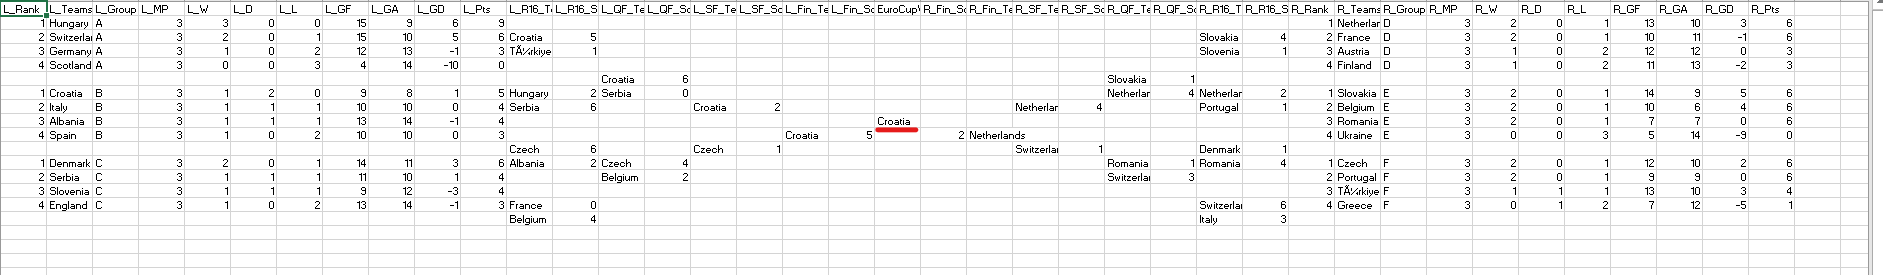 L_Rank L_Teams L_Group L_MP L_W L_D L_L L_GF L_GA L_GD L_Pts L_R16_Te L_R16_S L_QF_Te L_QF_Sc L_SF_Te L_SF_Sc L_Fin_Te L_Fin_Sc EuroCup R_Fin_Sc R_Fin_Te R_SF_Te R_SF_Sc R_QF_Te R_QF_Sc R_R16_T R_R16_S R_Rank R_Teams R_Group R_MP R_W R_D R_L R_GF R_GA R_GD R_Pts
1 Hungary A 3 3 0 0 15 9 6 9 1 Netherlar D 3 2 0 1 13 10 3 6
2 Switzerlar A 3 2 0 1 15 10 5 6 Croatia 5 Slovakia 4 2 France D 3 2 0 1 10 11 -1 6
3 Germany A 3 1 0 2 12 13 -1 3 TÃ¼rkiye 1 Slovenia 1 3 Austria D 3 1 0 2 12 12 0 3
4 Scotland A 3 0 0 3 4 14 -10 0 4 Finland D 3 1 0 2 11 13 -2 3
Croatia 6 Slovakia 1
1 Croatia B 3 1 2 0 9 8 1 5 Hungary 2 Serbia 0 Netherlar 4 Netherlar 2 1 Slovakia E 3 2 0 1 14 9 5 6
2 Italy B 3 1 1 1 10 10 0 4 Serbia 6 Croatia 2 Netherlar 4 Portugal 1 2 Belgium E 3 2 0 1 10 6 4 6
3 Albania B 3 1 1 1 13 14 -1 4 Croatia 3 Romania E 3 2 0 1 7 7 0 6
4 Spain B 3 1 0 2 10 10 0 3 Croatia 5 2 Netherlands 4 Ukraine E 3 0 0 3 5 14 -9 0
Czech 6 Czech 1 Switzerlar 1 Denmark 1
1 Denmark C 3 2 0 1 14 11 3 6 Albania 2 Czech 4 Romania 1 Romania 4 1 Czech F 3 2 0 1 12 10 2 6
2 Serbia C 3 1 1 1 11 10 1 4 Belgium 2 Switzerlar 3 2 Portugal F 3 2 0 1 9 9 0 6
3 Slovenia C 3 1 1 1 9 12 -3 4 3 TÃ¼rkiye F 3 1 1 1 13 10 3 4
4 England C 3 1 0 2 13 14 -1 3 France 0 Switzerlar 6 4 Greece F 3 0 1 2 7 12 -5 1
Belgium 4 Italy 3